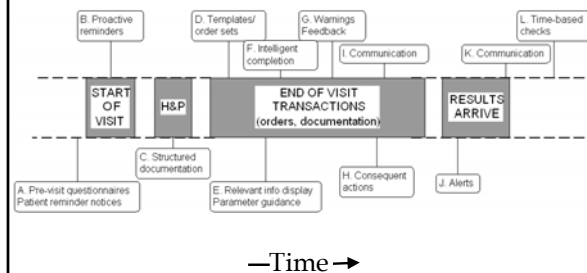 B. Proactive
reminders
D. Templates/
order sets
G. Warnings
Feedback
L. Time-based
checks
F. Intelligent
completion
I. Communication
K. Communication
START
OF
VISIT
H&P
END OF VISIT
TRANSACTIONS
(orders, documentation)
RESULTS
ARRIVE
C. Structured
documentation
A. Pre-visit questionnaires
Patient reminder notices
E. Relevant info display
Parameter guidance
H. Consequent
actions
J. Alerts
Time